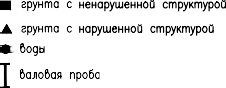 грунта с ненарушенной структурой
грунта с нарушенной структурой
воды
валовая проба